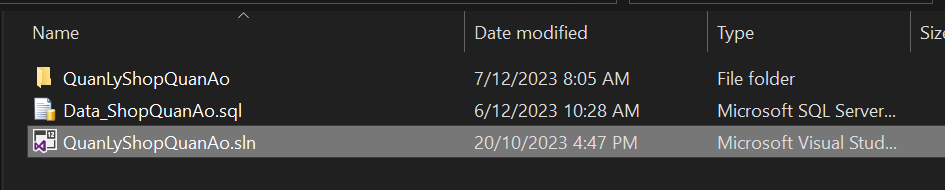 Name Date modified Type Size
QuanLyShopQuanAo 7/12/2023 8:05 AM File folder
Data_ShopQuanAo.sql 6/12/2023 10:28 AM Microsoft SQL Server...
12
QuanLyShopQuanAo.sln 20/10/2023 4:47 PM Microsoft Visual Stud...